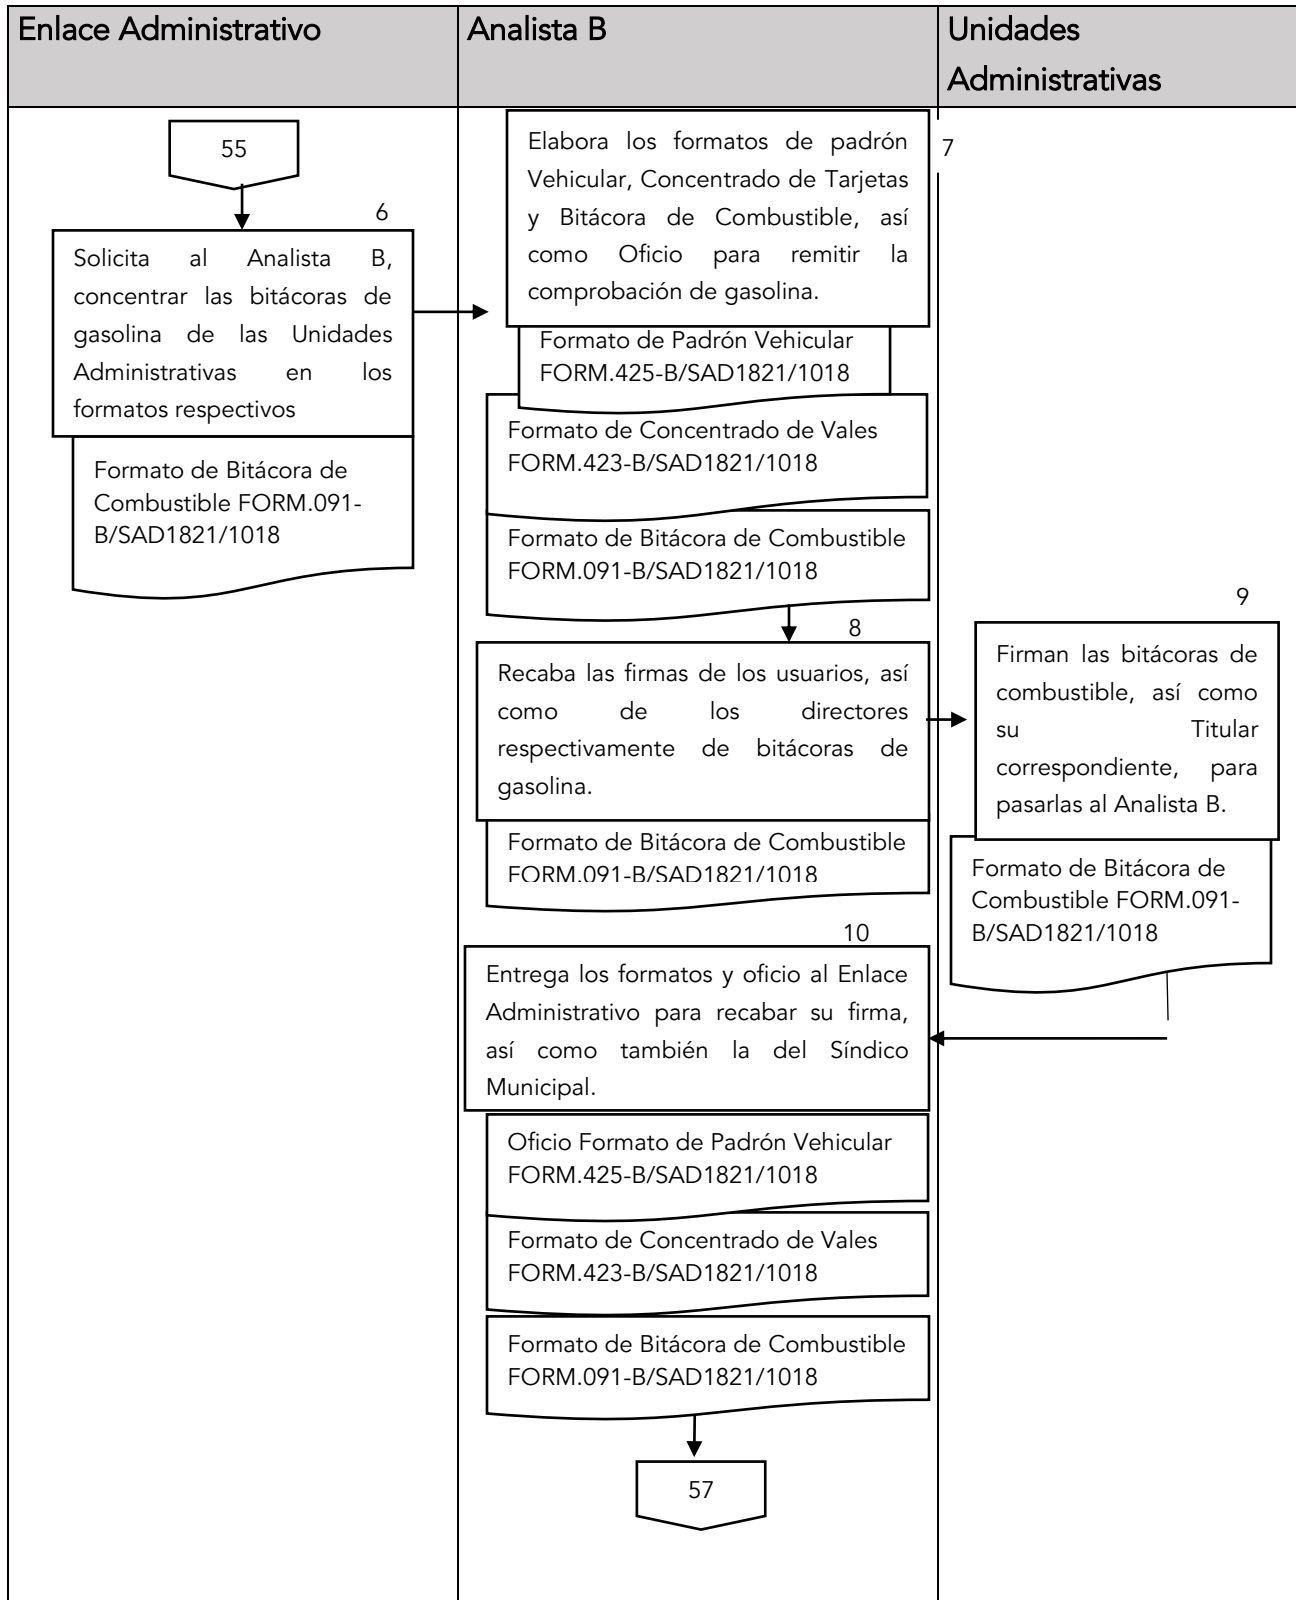 Enlace Administrativo
Analista B
Unidades
Administrativas
55
6
Solicita al Analista B,
concentrar las bitácoras de
gasolina de las Unidades
Administrativas en los
formatos respectivos
Formato de Bitácora de
Combustible FORM.091-
B/SAD1821/1018
7
Elabora los formatos de padrón
Vehicular, Concentrado de Tarjetas
y Bitácora de Combustible, así
como Oficio para remitir la
comprobación de gasolina.
Formato de Padrón Vehicular
FORM.425-B/SAD1821/1018
Formato de Concentrado de Vales
FORM.423-B/SAD1821/1018
Formato de Bitácora de Combustible
FORM.091-B/SAD1821/1018
8
Recaba las firmas de los usuarios, así
como de los directores
respectivamente de bitácoras de
gasolina.
Formato de Bitácora de Combustible
FORM.091-B/SAD1821/1018
9
Firman las bitácoras de
combustible, así como
su Titular
correspondiente, para
pasarlas al Analista B.
Formato de Bitácora de
Combustible FORM.091-
B/SAD1821/1018
10
Entrega los formatos y oficio al Enlace
Administrativo para recabar su firma,
así como también la del Síndico
Municipal.
Oficio Formato de Padrón Vehicular
FORM.425-B/SAD1821/1018
Formato de Concentrado de Vales
FORM.423-B/SAD1821/1018
Formato de Bitácora de Combustible
FORM.091-B/SAD1821/1018
57